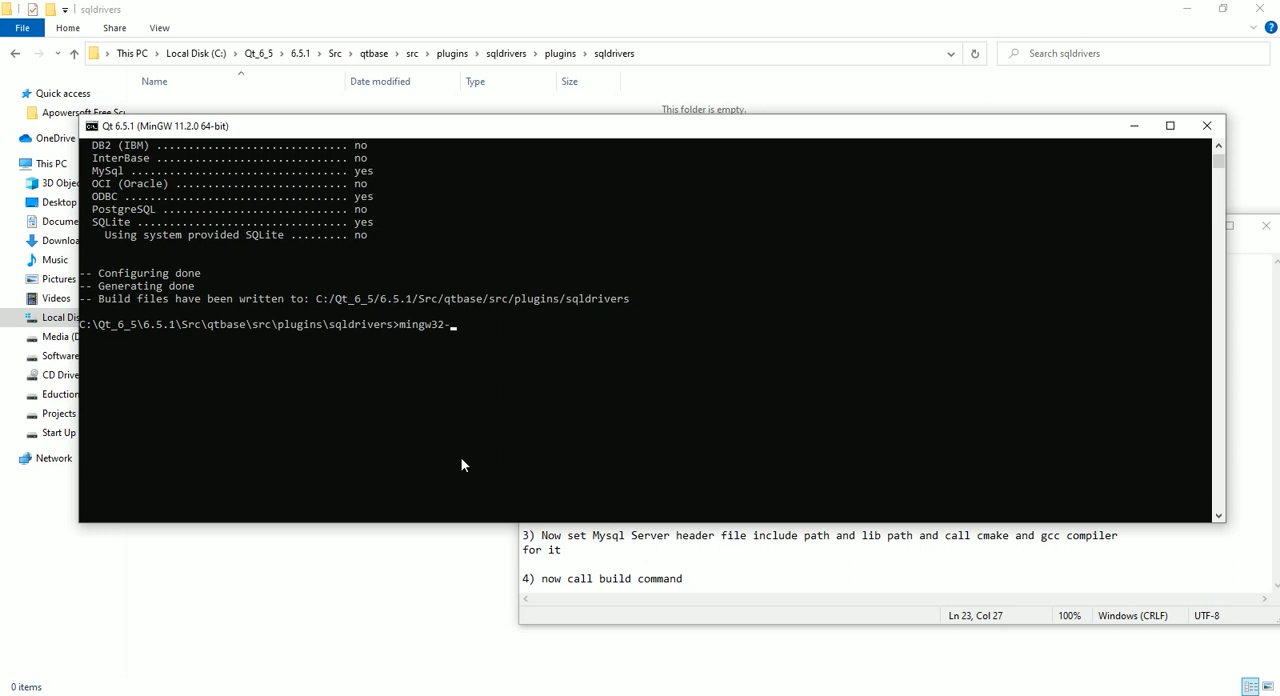 sqldrivers
File Home Share View
This PC › Local Disk (C:) › Qt_6_5 › 6.5.1 › Src › qtbase › src › plugins › sqldrivers › plugins › sqldrivers
Search sqldrivers
Name Date modified Type Size
This folder is empty.
Quick access
Apowersoft Free Scr
OneDrive
This PC
3D Obje
Desktop
Docume
Downloa
Music
Pictures
Videos
Local Dis
Media (D
Software
CD Drive
Eduction
Projects
Start Up
Network
0 items
Qt 6.5.1 (MinGW 11.2.0 64-bit)
DB2 (IBM) .............................. no
InterBase .............................. no
MySql .................................. yes
OCI (Oracle) ........................... no
ODBC ................................... yes
PostgreSQL ............................. no
SQLite ................................. yes
Using system provided SQLite ......... no
-- Configuring done
-- Generating done
-- Build files have been written to: C:/Qt_6_5/6.5.1/Src/qtbase/src/plugins/sqldrivers
C:\Qt_6_5\6.5.1\Src\qtbase\src\plugins\sqldrivers>mingw32-
3) Now set Mysql Server header file include path and lib path and call cmake and gcc compiler
for it
4) now call build command
Ln 23, Col 27 100% Windows (CRLF) UTF-8